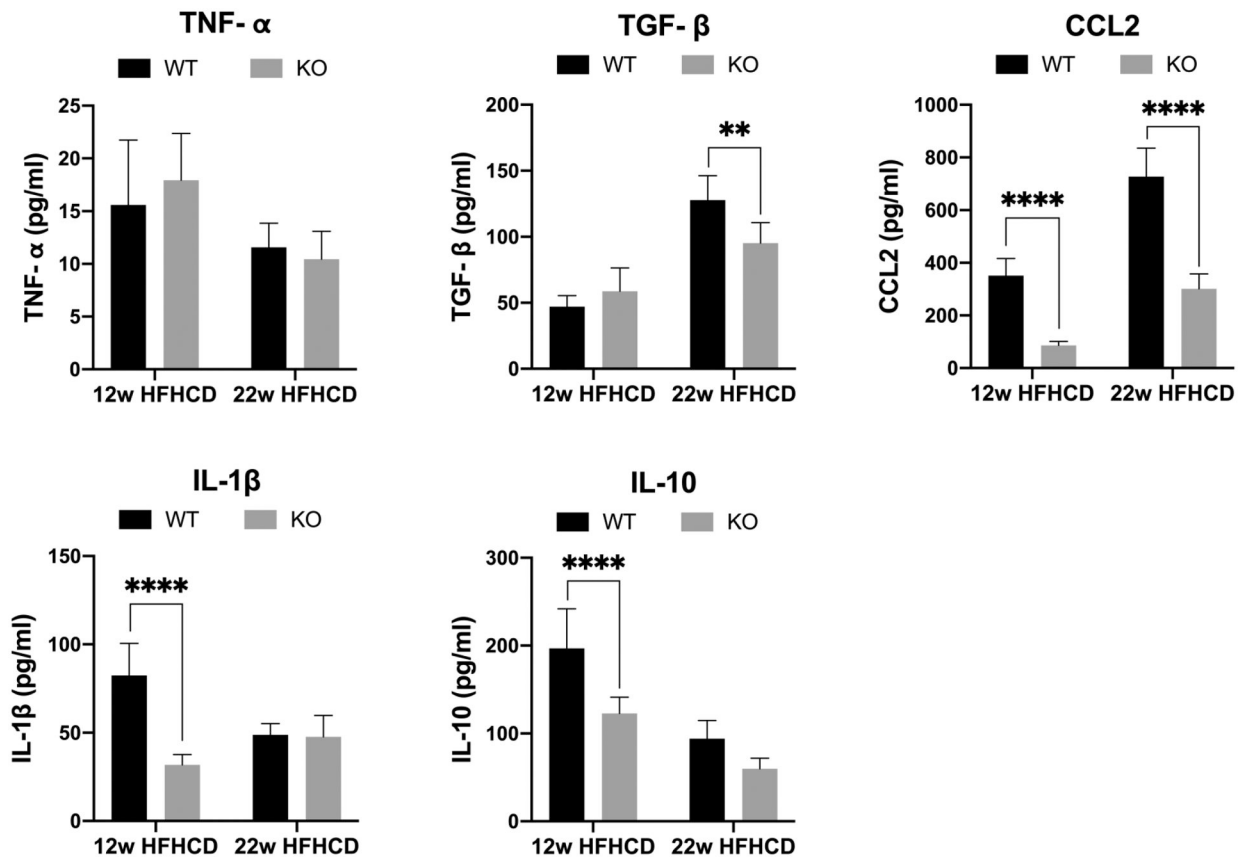 TNF- α
WT KO
TNF- α (pg/ml)
25
20
15
10
5
0
12w HFHCD 22w HFHCD
TGF- β
WT KO
TGF- β (pg/ml)
200
150
100
50
0
**
12w HFHCD 22w HFHCD
CCL2
WT KO
CCL2 (pg/ml)
1000
800
600
400
200
0
****
****
12w HFHCD 22w HFHCD
IL-1β
WT KO
IL-1β (pg/ml)
150
100
50
0
****
12w HFHCD 22w HFHCD
IL-10
WT KO
IL-10 (pg/ml)
300
200
100
0
****
12w HFHCD 22w HFHCD